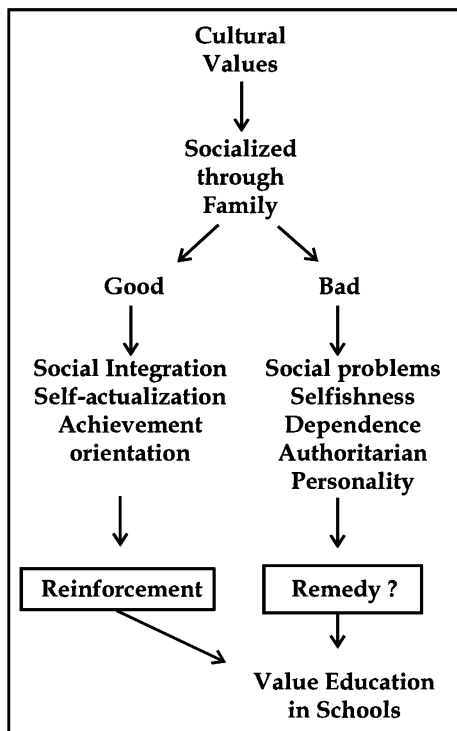 Cultural
Values
Socialized
through
Family
Good
Bad
Social Integration
Self-actualization
Achievement
orientation
Social problems
Selfishness
Dependence
Authoritarian
Personality
Reinforcement
Remedy ?
Value Education
in Schools